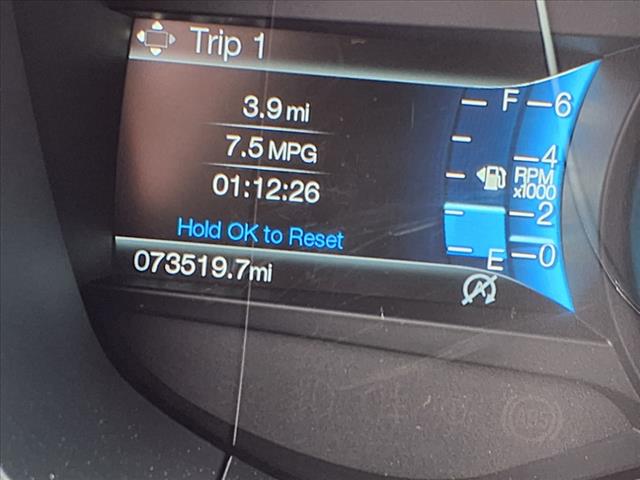 Trip 1
3.9 mi
7.5 MPG
01:12:26
Hold OK to Reset
073519.7mi
F
E
6
4
RPM
x1000
2
0
A